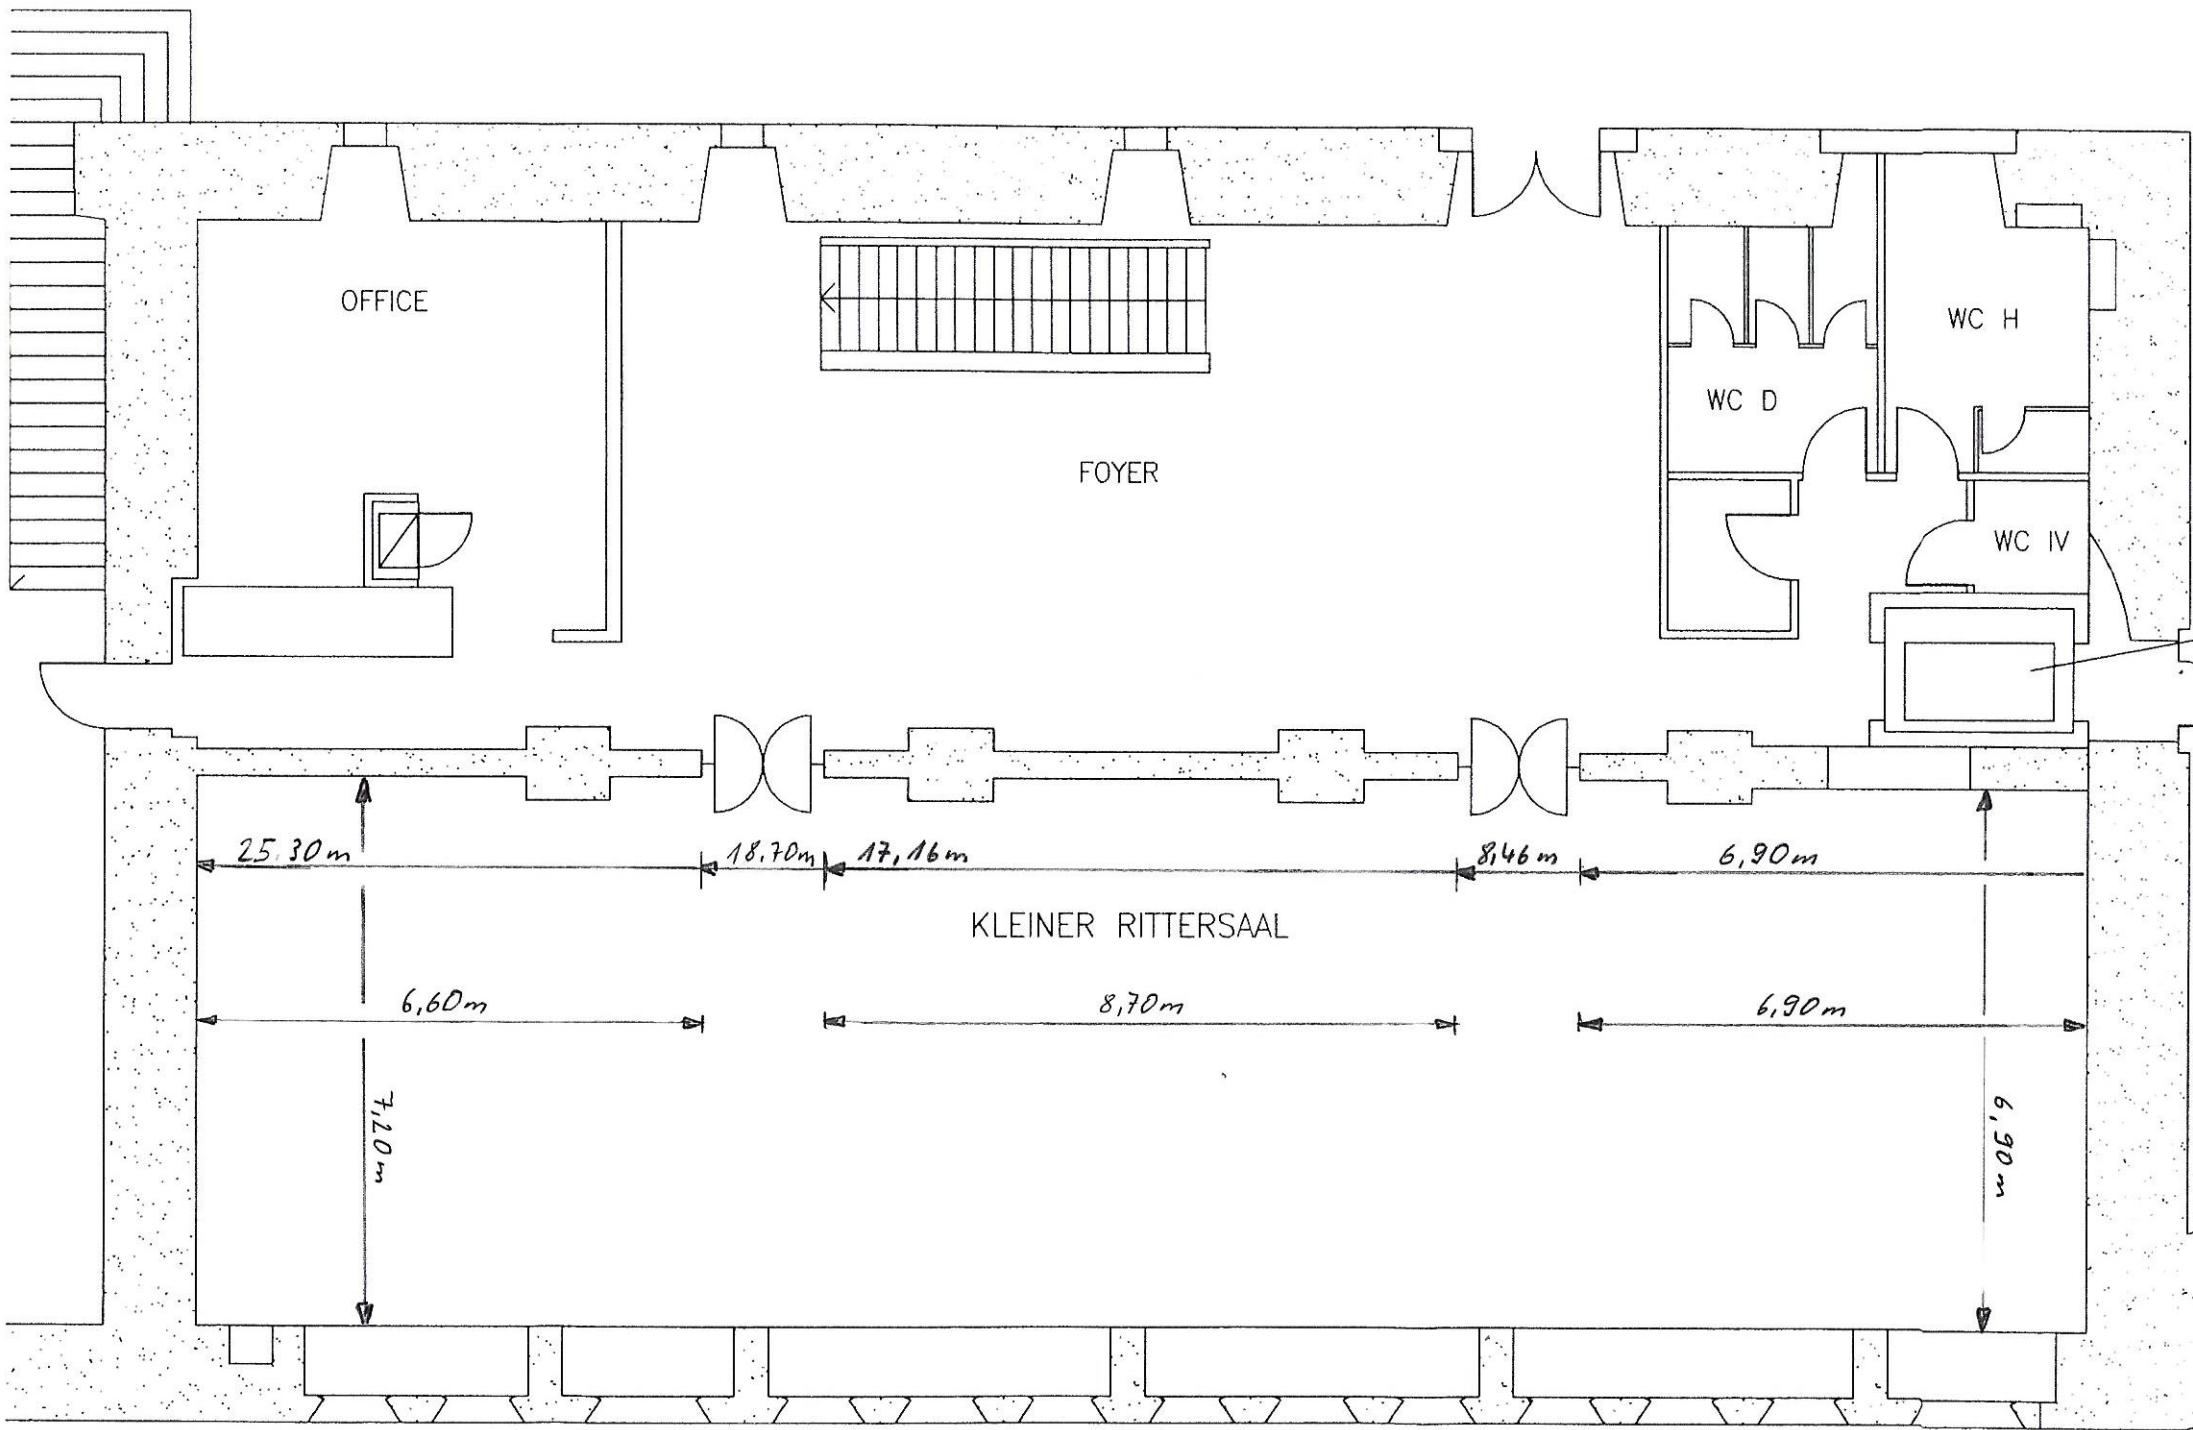 OFFICE
WC H
WC D
FOYER
WC IV
25.30m
18,70m
17,16m
8,46m
6,90m
KLEINER RITTERSAAL
6,60m
8,70m
6,90m
7,20m
6,90m